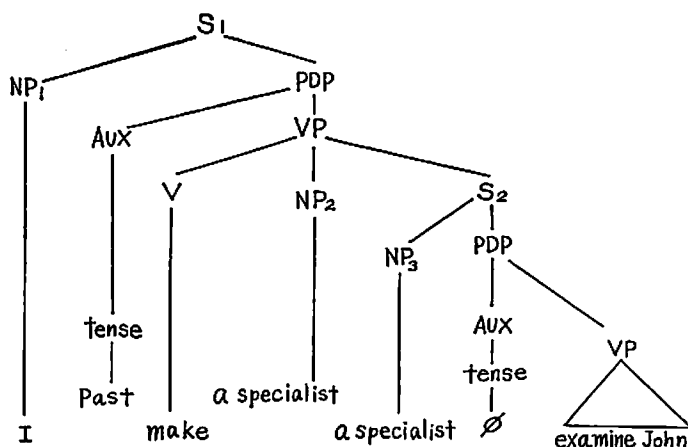 S1
NP1 PDP
Aux VP
V NP2 S2
NP3 PDP
tense Aux VP
Past a specialist tense
I make a specialist ∅ examine John